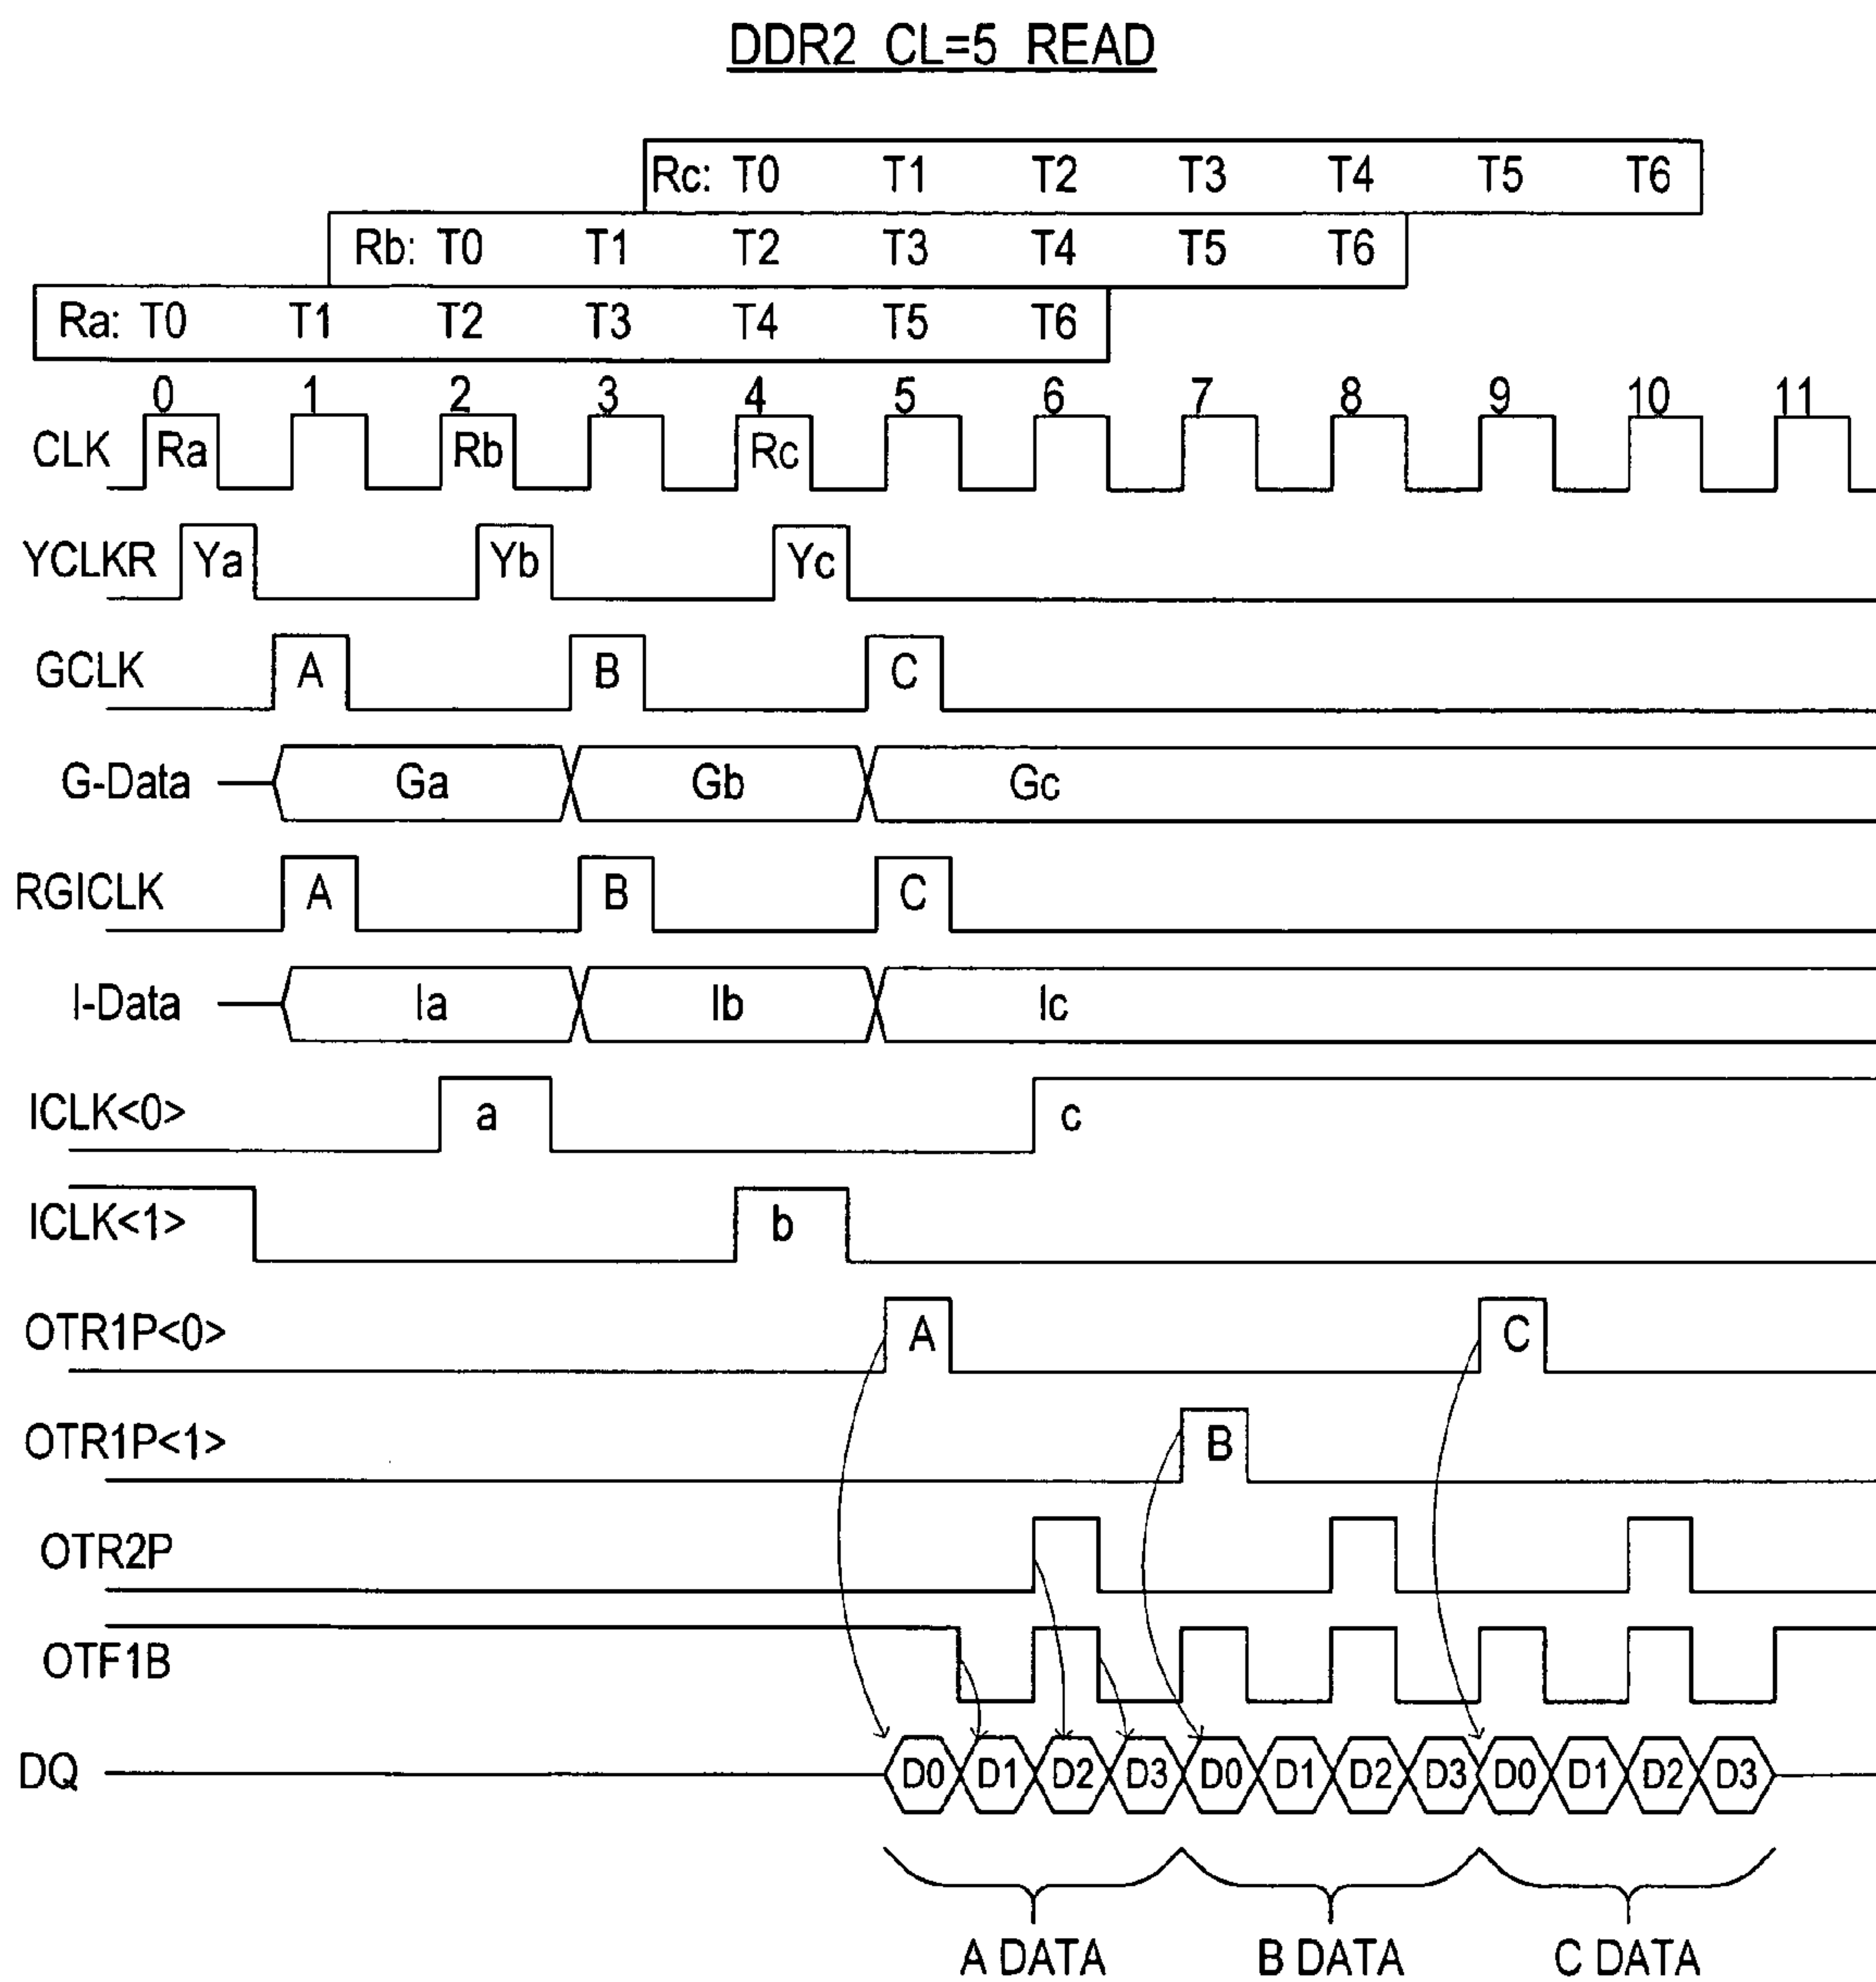 DDR2 CL=5 READ
Rc: T0 T1 T2 T3 T4 T5 T6
Rb: T0 T1 T2 T3 T4 T5 T6
Ra: T0 T1 T2 T3 T4 T5 T6
0 1 2 3 4 5 6 7 8 9 10 11
CLK Ra Rb Rc
YCLKR Ya Yb Yc
GCLK A B C
G-Data Ga Gb Gc
RGICLK A B C
I-Data Ia Ib Ic
ICLK<0> a c
ICLK<1> b
OTR1P<0> A C
OTR1P<1> B
OTR2P
OTF1B
DQ D0 D1 D2 D3 D0 D1 D2 D3 D0 D1 D2 D3
A DATA B DATA C DATA